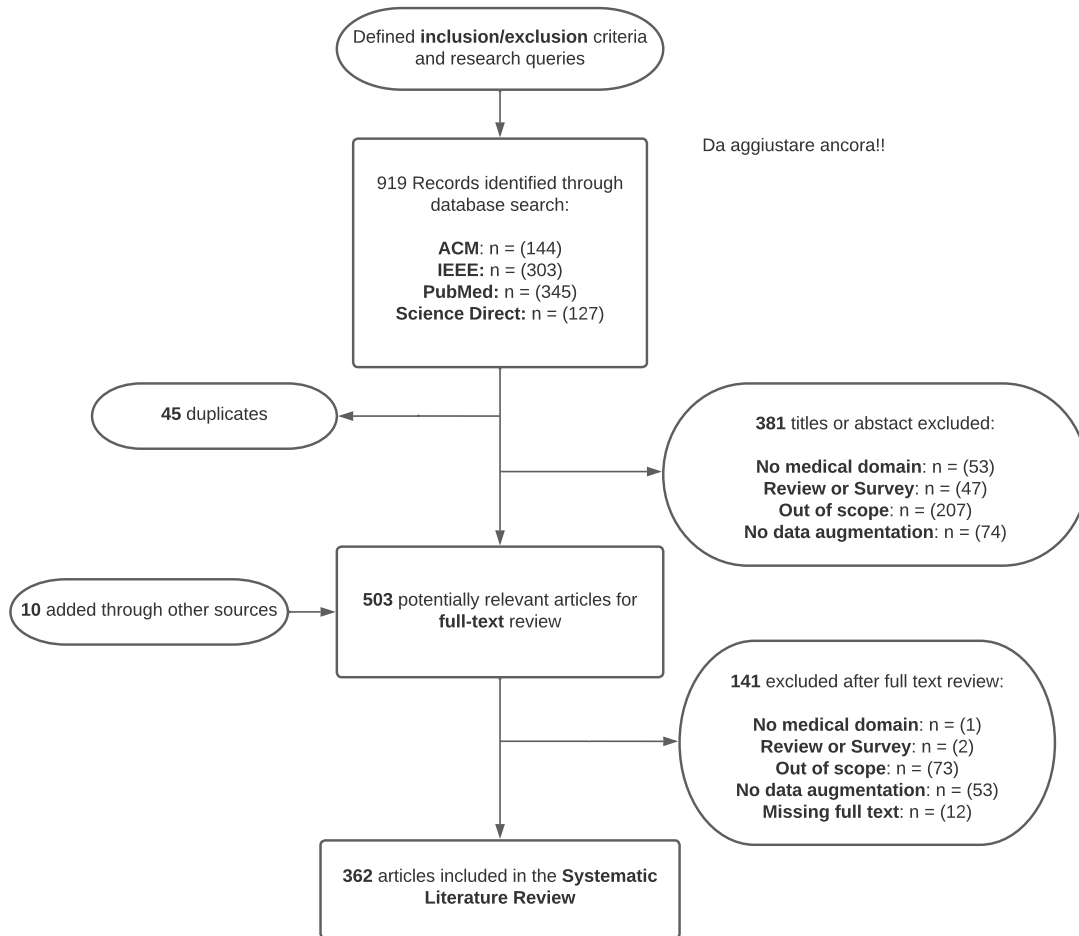 Defined inclusion/exclusion criteria
and research queries
Da aggiustare ancora!!
919 Records identified through
database search:
ACM: n = (144)
IEEE: n = (303)
PubMed: n = (345)
Science Direct: n = (127)
45 duplicates
381 titles or abstact excluded:
No medical domain: n = (53)
Review or Survey: n = (47)
Out of scope: n = (207)
No data augmentation: n = (74)
10 added through other sources
503 potentially relevant articles for
full-text review
141 excluded after full text review:
No medical domain: n = (1)
Review or Survey: n = (2)
Out of scope: n = (73)
No data augmentation: n = (53)
Missing full text: n = (12)
362 articles included in the Systematic
Literature Review